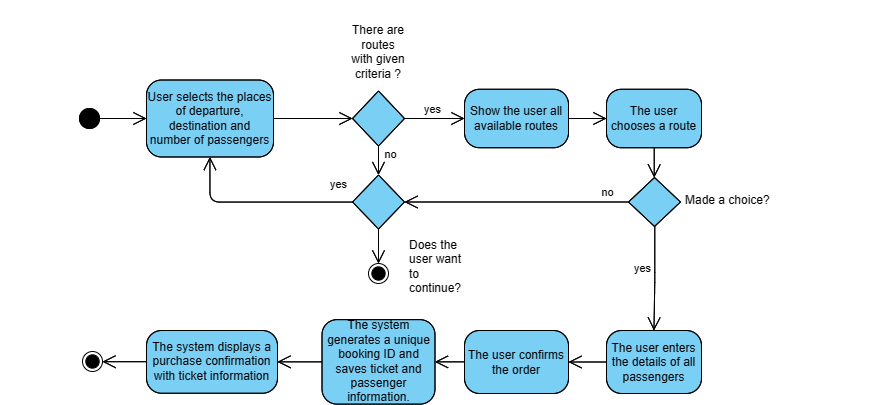 There are
routes
with given
criteria ?
User selects the places
of departure,
destination and
number of passengers
yes
Show the user all
available routes
The user
chooses a route
no
yes
no
Made a choice?
Does the
user want
to
continue?
yes
The system displays a
purchase confirmation
with ticket information
The system
generates a unique
booking ID and
saves ticket and
passenger
information.
The user confirms
the order
The user enters
the details of all
passengers